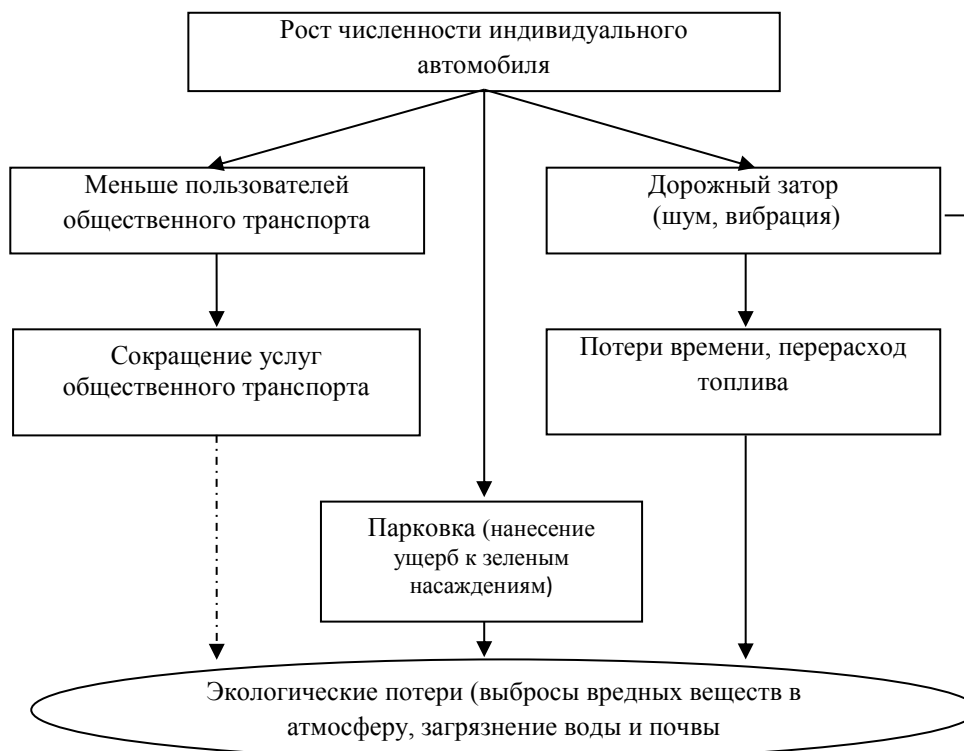 Рост численности индивидуального
автомобиля
Меньше пользователей
общественного транспорта
Дорожный затор
(шум, вибрация)
Сокращение услуг
общественного транспорта
Потери времени, перерасход
топлива
Парковка (нанесение
ущерб к зеленым
насаждениям)
Экологические потери (выбросы вредных веществ в
атмосферу, загрязнение воды и почвы